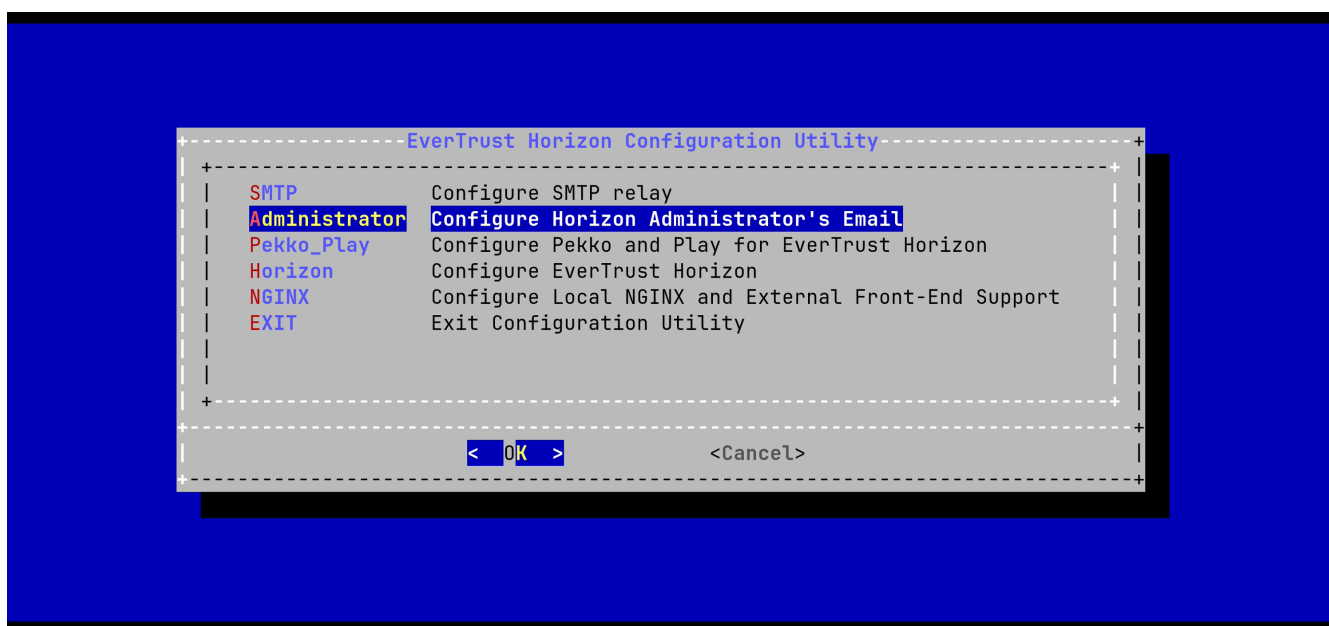 EverTrust Horizon Configuration Utility
SMTP Configure SMTP relay
Administrator Configure Horizon Administrator's Email
Pekko_Play Configure Pekko and Play for EverTrust Horizon
Horizon Configure EverTrust Horizon
NGINX Configure Local NGINX and External Front-End Support
EXIT Exit Configuration Utility
< OK > <Cancel>